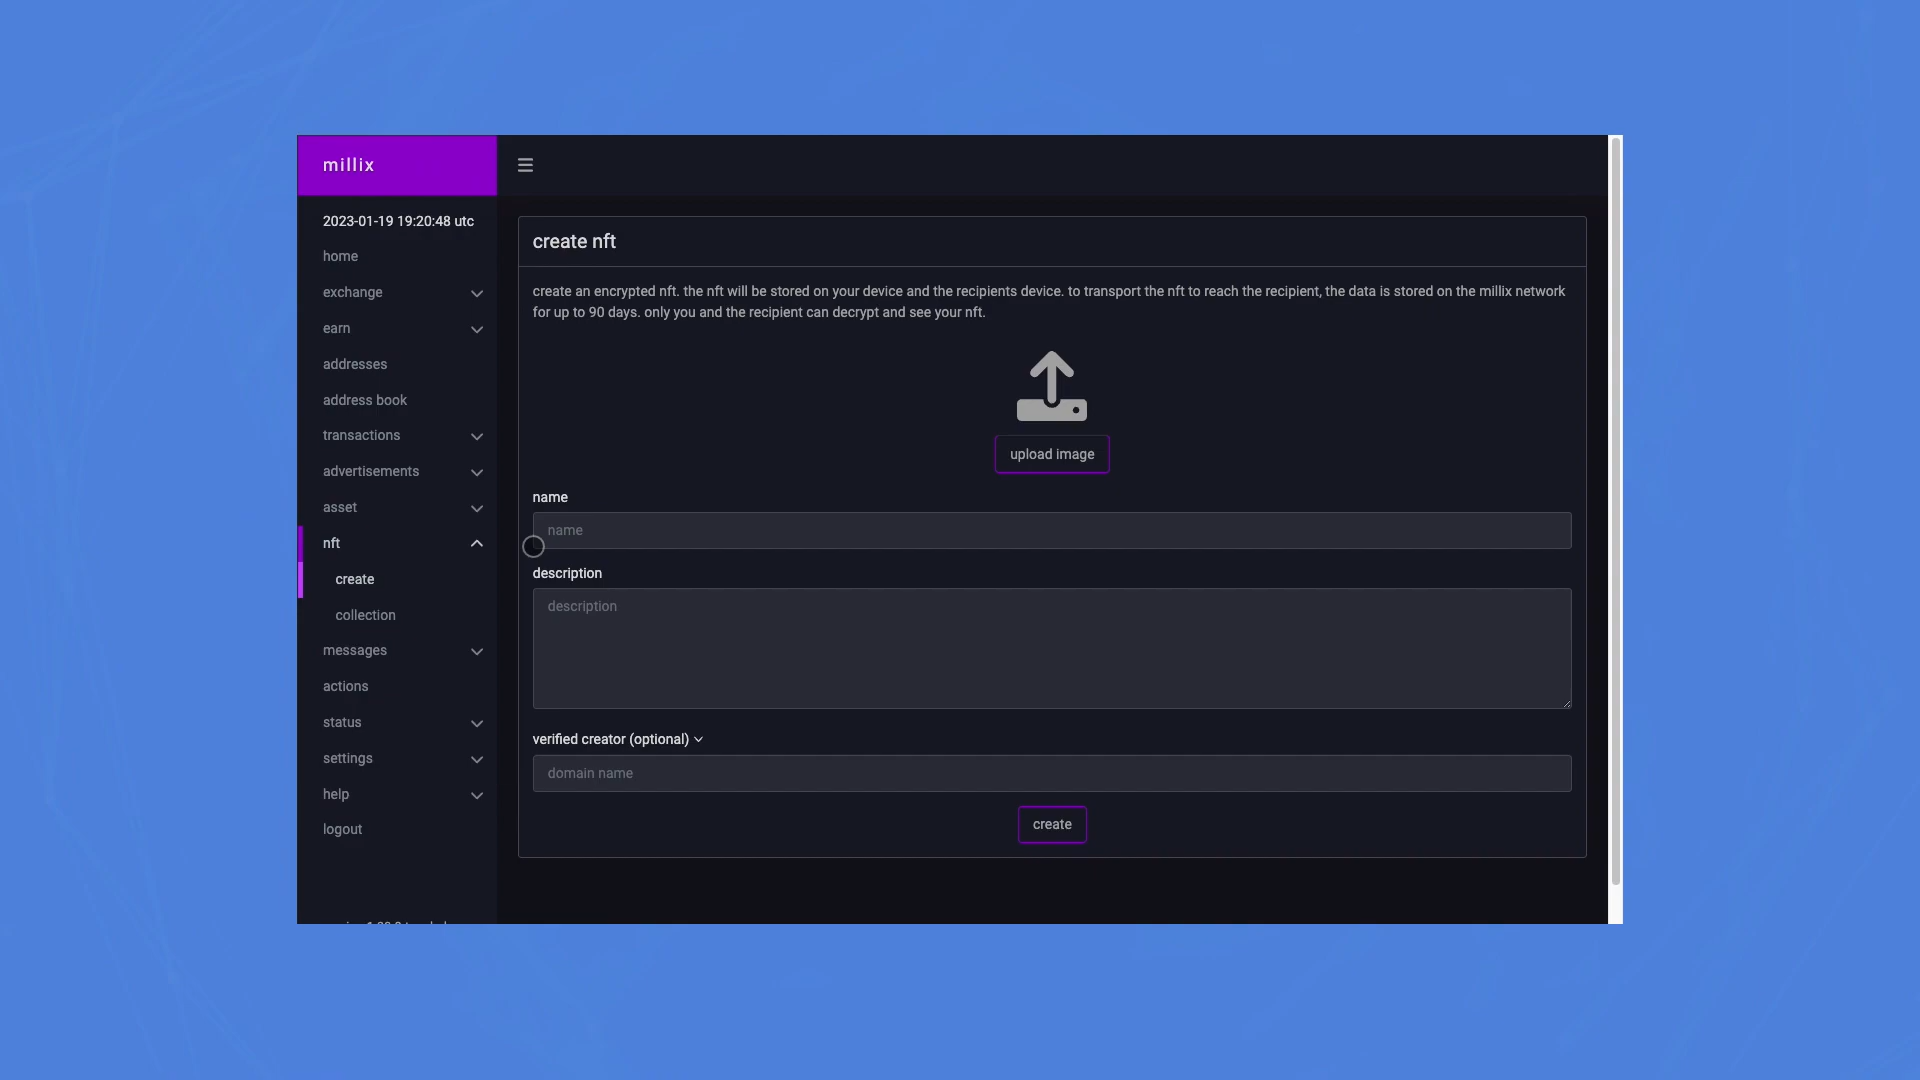 millix
2023-01-19 19:20:48 utc
home
exchange
earn
addresses
address book
transactions
advertisements
asset
nft
create
collection
messages
actions
status
settings
help
logout
create nft
create an encrypted nft. the nft will be stored on your device and the recipients device. to transport the nft to reach the recipient, the data is stored on the millix network
for up to 90 days. only you and the recipient can decrypt and see your nft.
upload image
name
name
description
description
verified creator (optional)
domain name
create